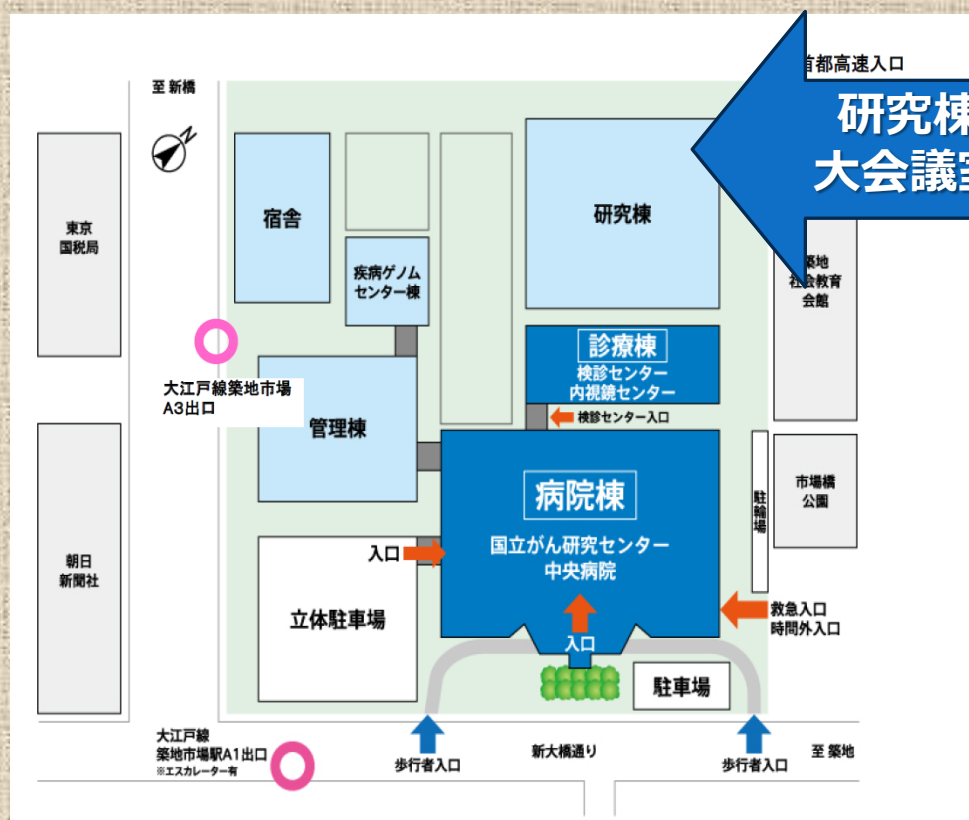 首都高速入口
至 新橋
N
研究棟
大会議室
宿舎
研究棟
東京
国税局
疾病ゲノム
センター棟
築地
社会教育
会館
診療棟
検診センター
内視鏡センター
大江戸線築地市場
A3出口
検診センター入口
管理棟
病院棟
市場橋
公園
駐輪場
国立がん研究センター
中央病院
入口
朝日
新聞社
立体駐車場
救急入口
時間外入口
入口
駐車場
大江戸線
築地市場駅A1出口
※エスカレーター有
歩行者入口
新大橋通り
歩行者入口
至 築地